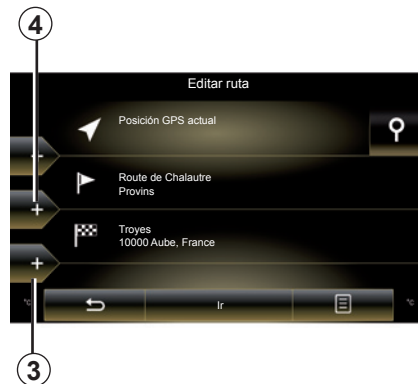 4
Editar ruta
Posición GPS actual
+
Route de Chalautre
Provins
+
Troyes
10000 Aube, France
+
°C
Ir
°C
3